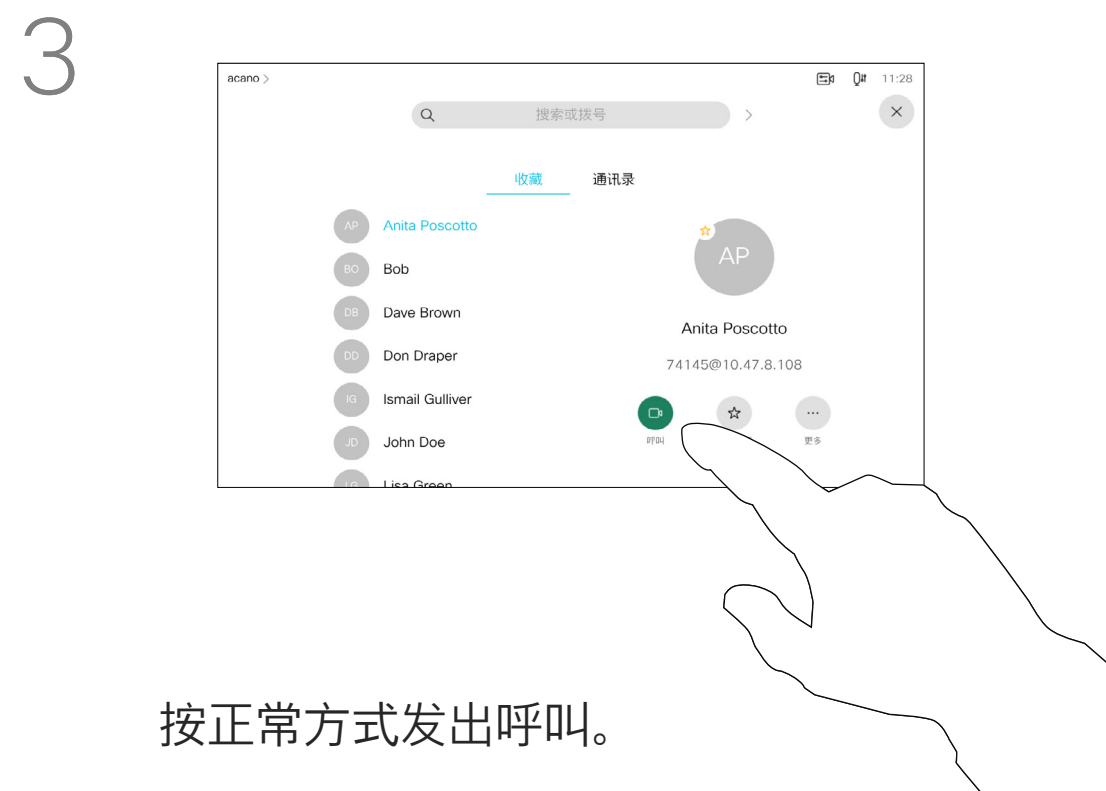 3
acano >
11:28
搜索或拨号
收藏 通讯录
AP Anita Poscotto
BO Bob
DB Dave Brown
DD Don Draper
IG Ismail Gulliver
JD John Doe
LG Lisa Green
AP
Anita Poscotto
74145@10.47.8.108
呼叫
更多
按正常方式发出呼叫。